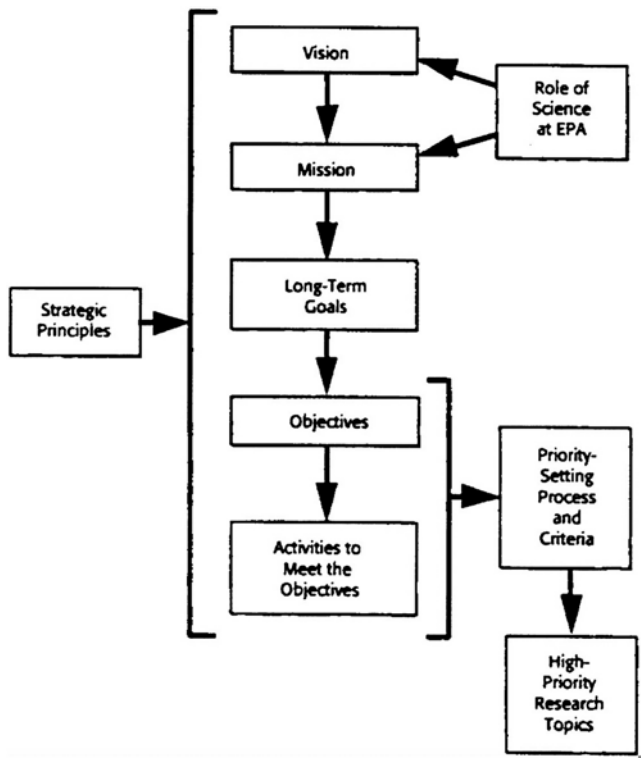 Vision
Role of
Science
at EPA
Mission
Long-Term
Goals
Strategic
Principles
Objectives
Priority-
Setting
Process
and
Criteria
Activities to
Meet the
Objectives
High-
Priority
Research
Topics